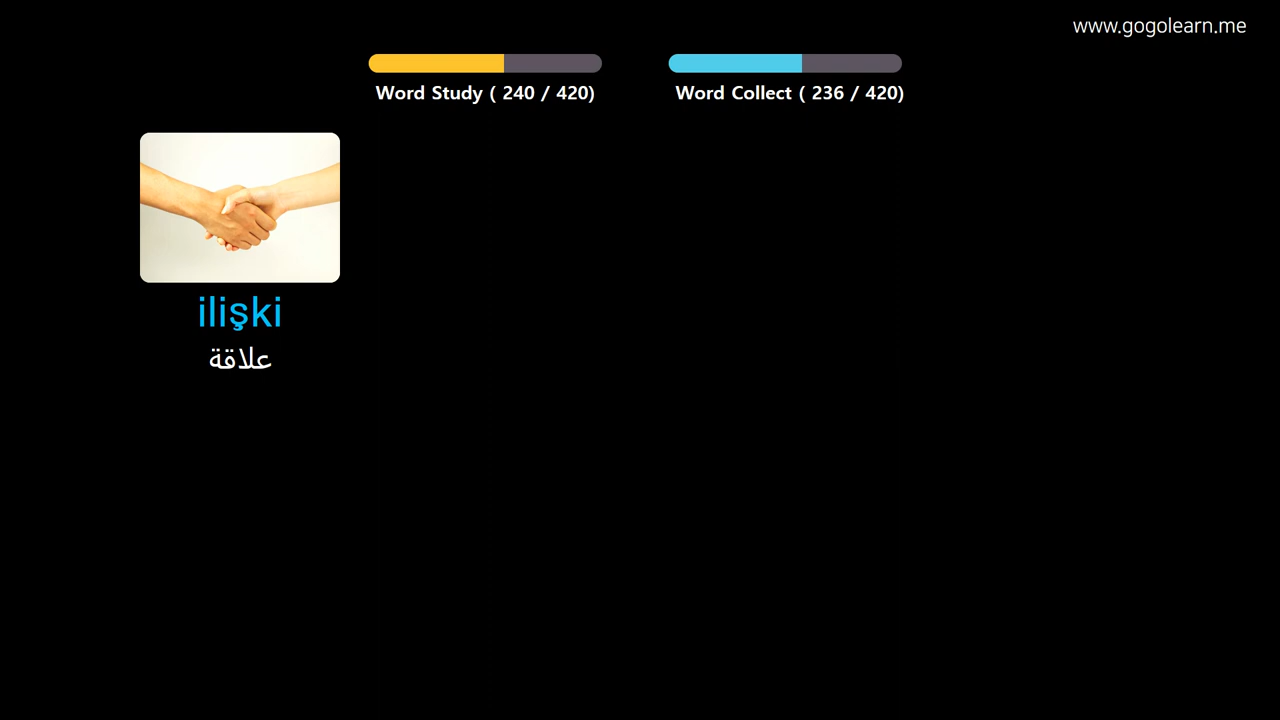 www.gogolearn.me
Word Study ( 240 / 420)
Word Collect ( 236 / 420)
ilişki
علاقة